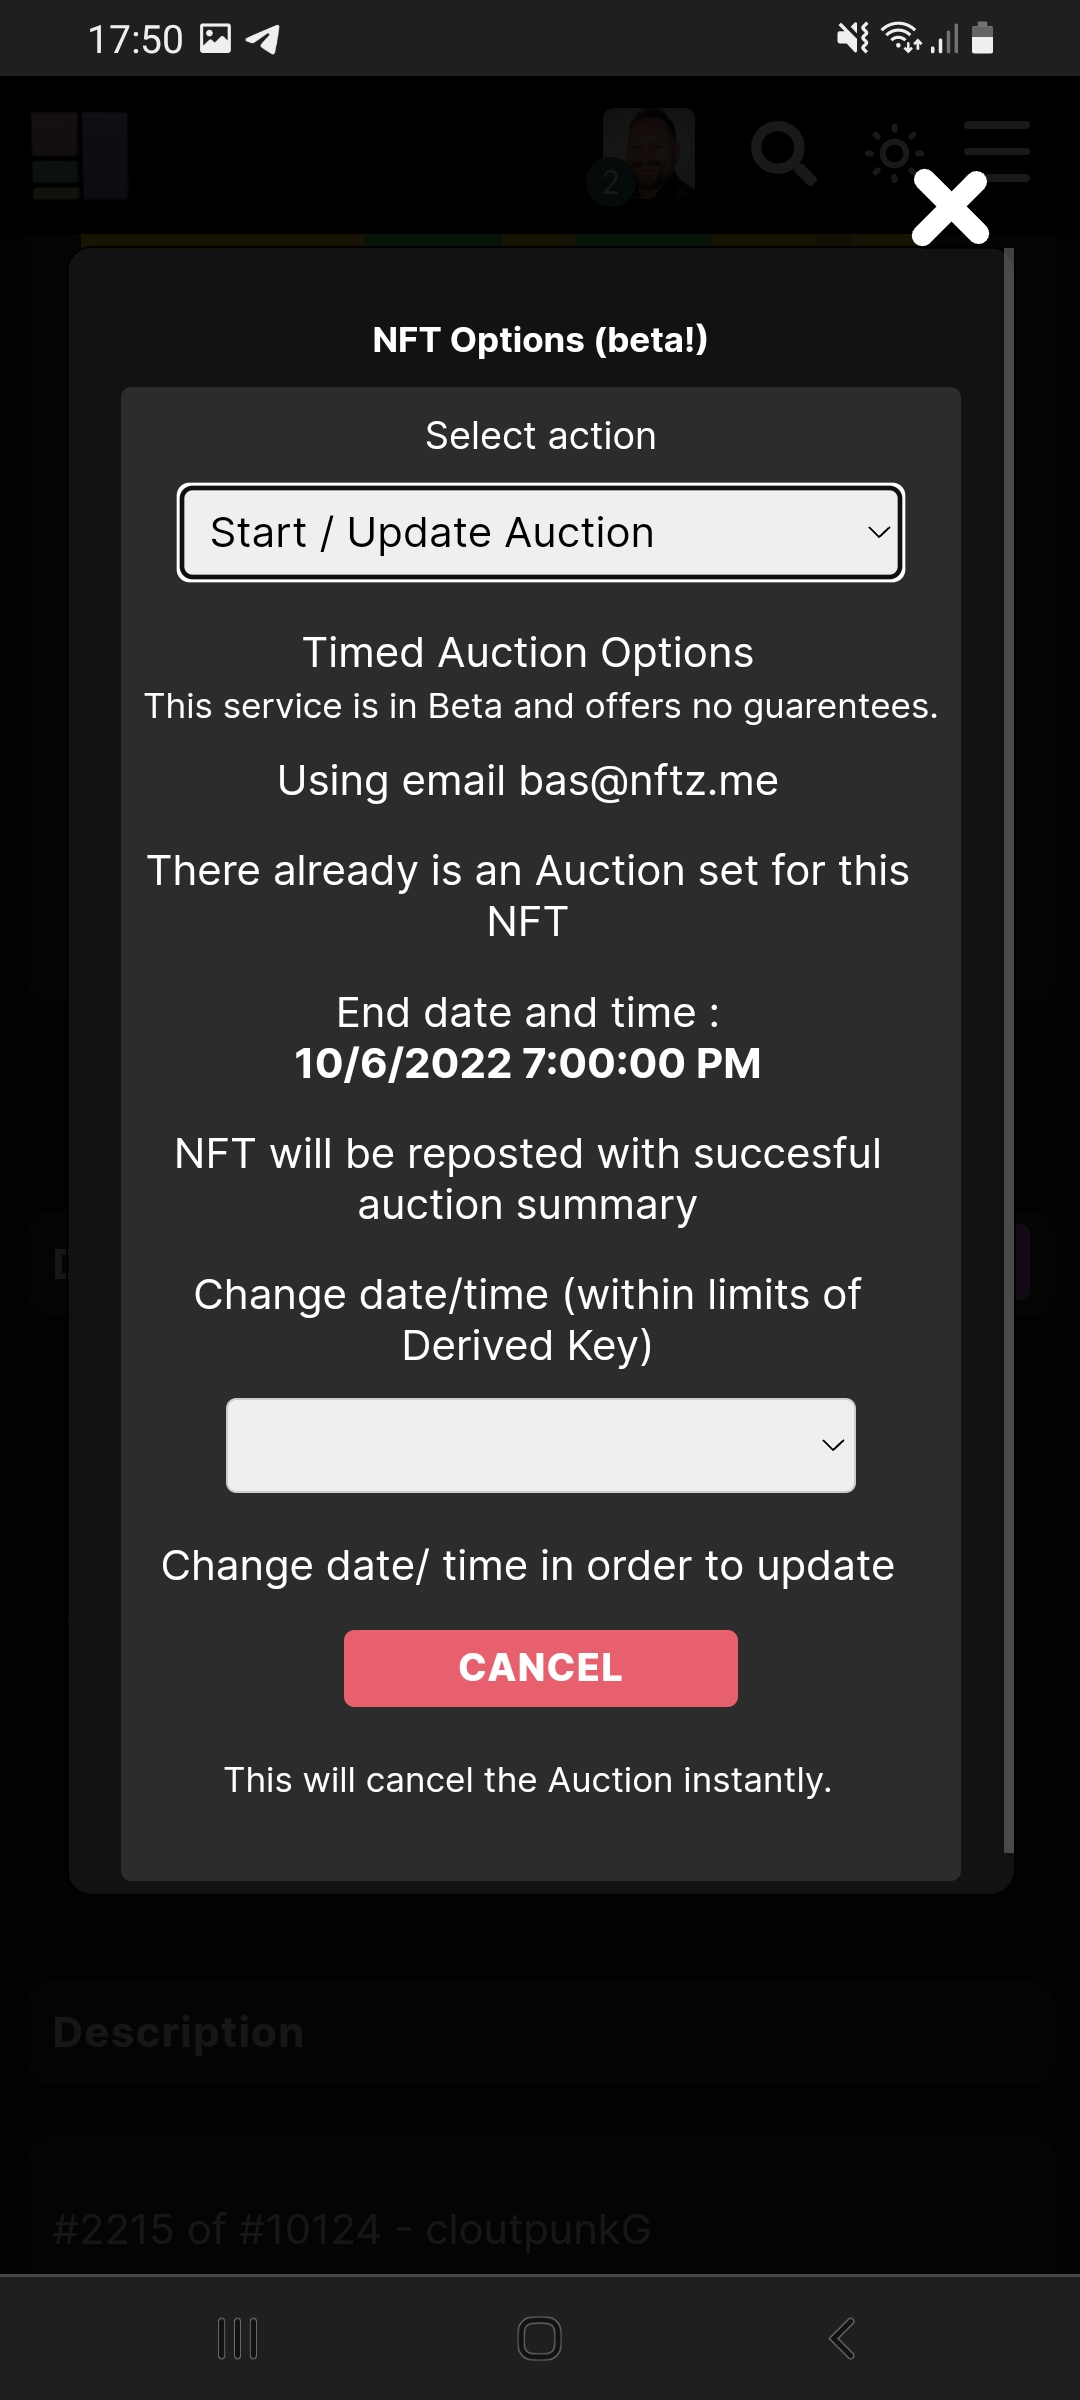 17:50
2
NFT Options (beta!)
Select action
Start / Update Auction
Timed Auction Options
This service is in Beta and offers no guarentees.
Using email bas@nftz.me
There already is an Auction set for this
NFT
End date and time :
10/6/2022 7:00:00 PM
NFT will be reposted with succesful
auction summary
Change date/time (within limits of
Derived Key)
Change date/ time in order to update
CANCEL
This will cancel the Auction instantly.
Description
#2215 of #10124 - cloutpunkG